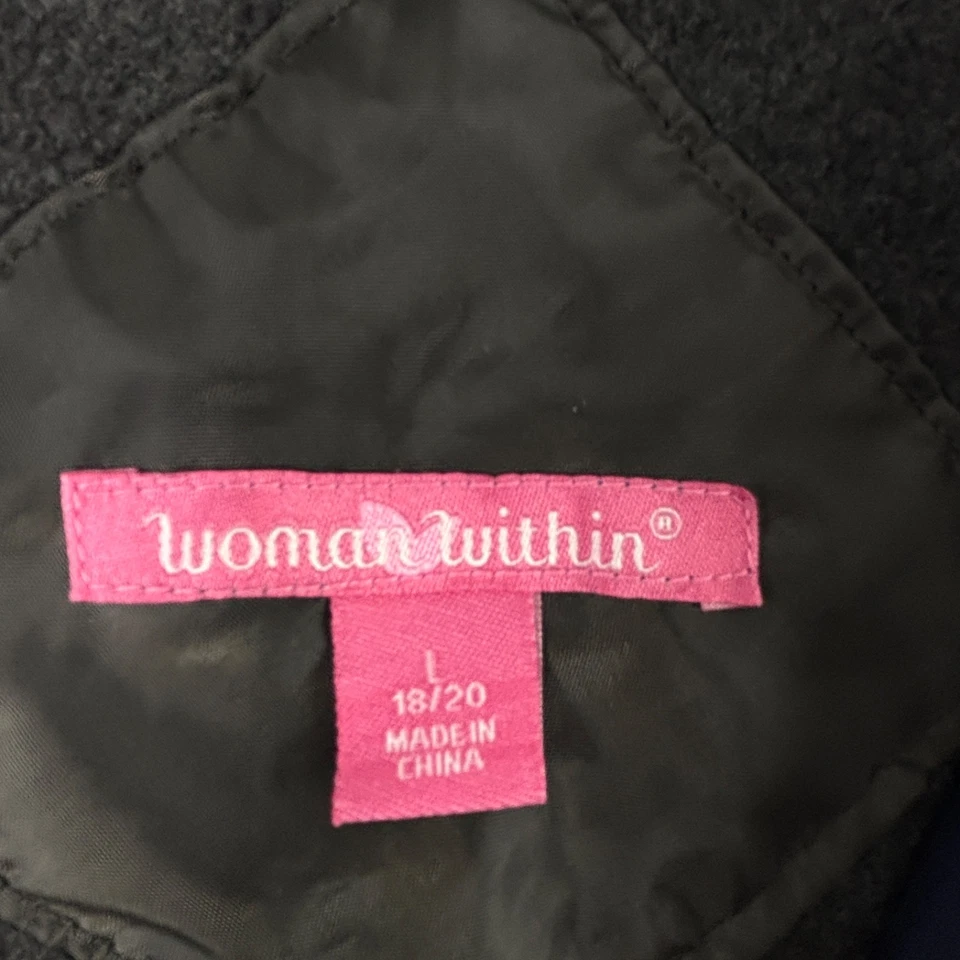 woman within®
L
18/20
MADE IN
CHINA